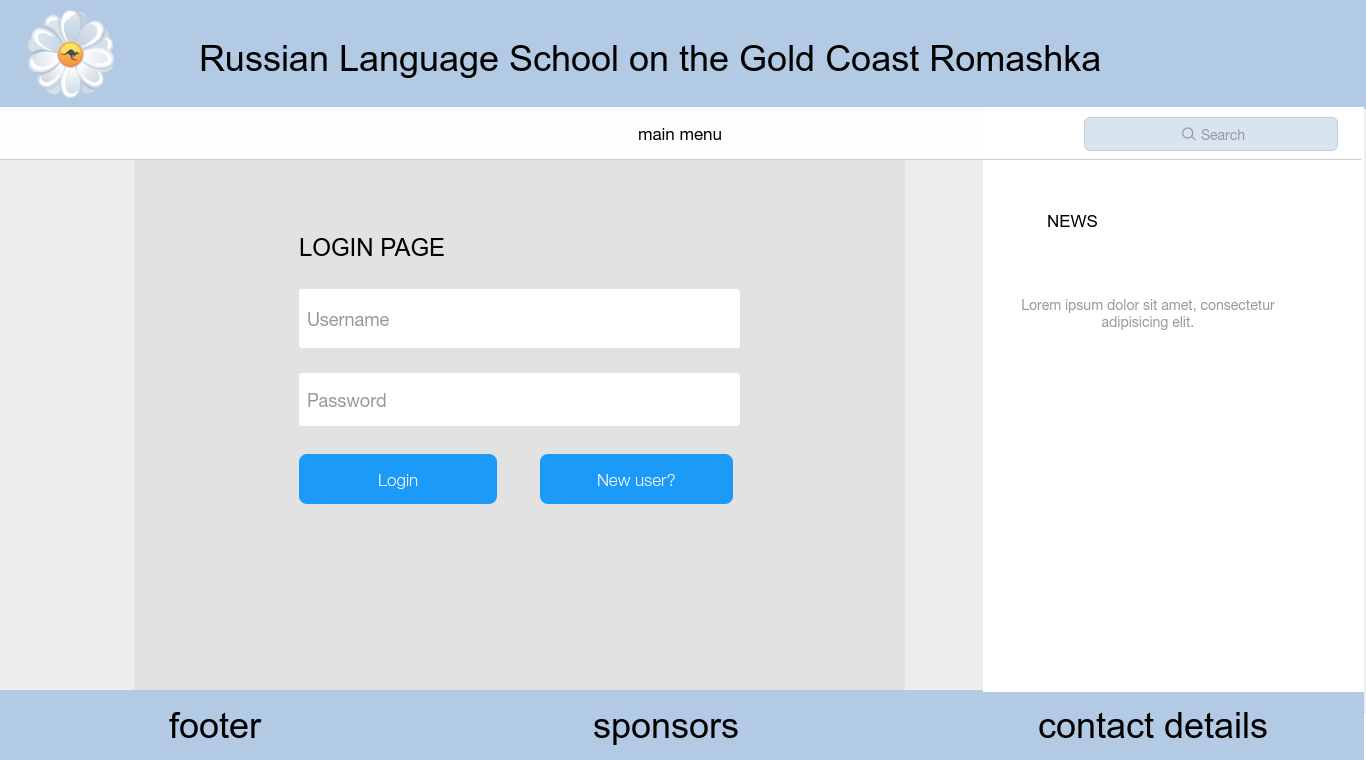 Russian Language School on the Gold Coast Romashka
main menu
Search
NEWS
LOGIN PAGE
Username
Lorem ipsum dolor sit amet, consectetur
adipisicing elit.
Password
Login
New user?
footer
sponsors
contact details